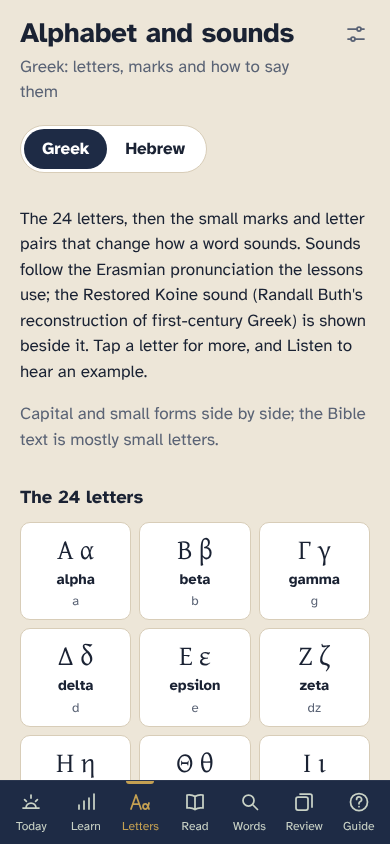 Alphabet and sounds
Greek: letters, marks and how to say
them
Greek Hebrew
The 24 letters, then the small marks and letter
pairs that change how a word sounds. Sounds
follow the Erasmian pronunciation the lessons
use; the Restored Koine sound (Randall Buth's
reconstruction of first-century Greek) is shown
beside it. Tap a letter for more, and Listen to
hear an example.
Capital and small forms side by side; the Bible
text is mostly small letters.
The 24 letters
Α α Β β Γ γ
alpha beta gamma
a b g
Δ δ Ε ε Ζ ζ
delta epsilon zeta
d e dz
Η η Θ θ Ι ι
Αα
Today Learn Letters Read Words Review Guide